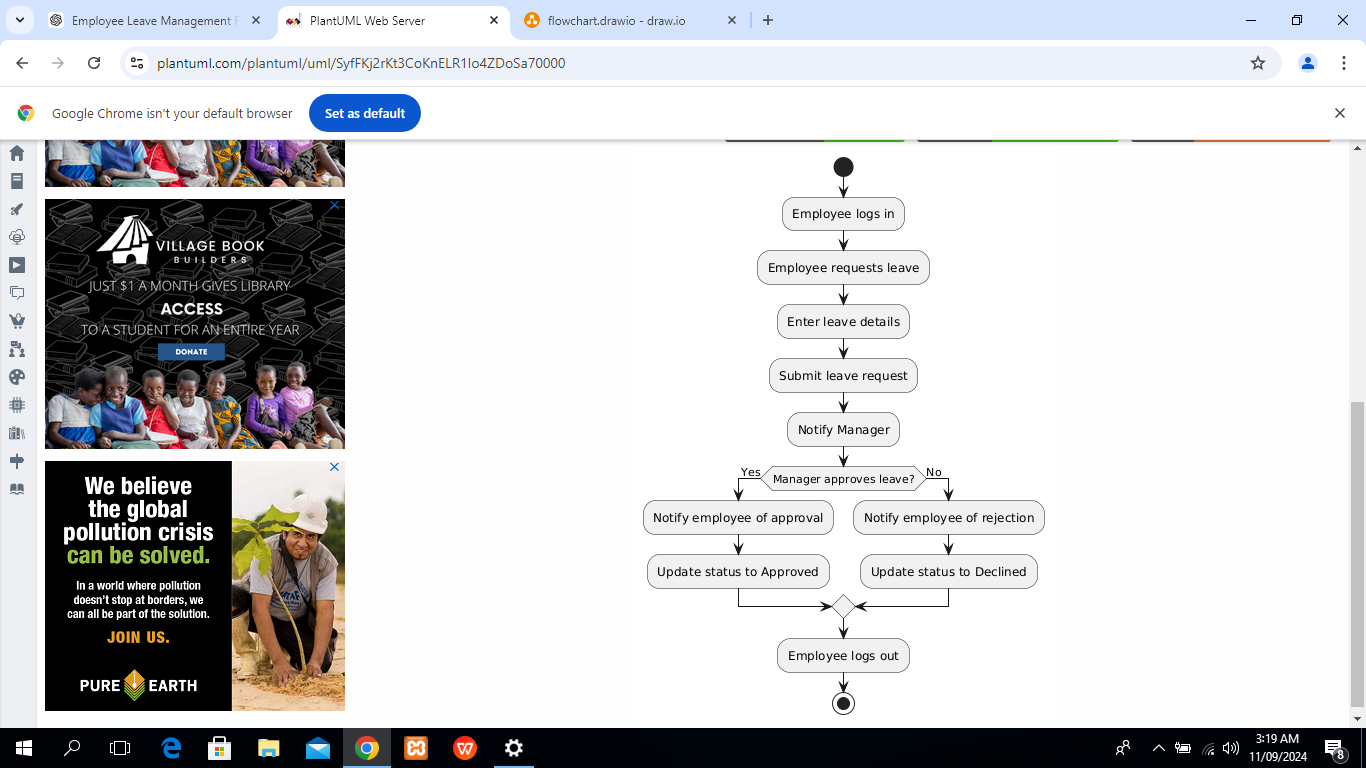 Employee Leave Management F
PlantUML Web Server
flowchart.drawio - draw.io
plantuml.com/plantuml/uml/SyfFKj2rKt3CoKnELR1Io4ZDoSa70000
Google Chrome isn't your default browser
Set as default
VILLAGE BOOK
BUILDERS
JUST $1 A MONTH GIVES LIBRARY
ACCESS
TO A STUDENT FOR AN ENTIRE YEAR
DONATE
We believe
the global
pollution crisis
can be solved.
In a world where pollution
doesn't stop at borders, we
can all be part of the solution.
JOIN US.
PURE EARTH
Employee logs in
Employee requests leave
Enter leave details
Submit leave request
Notify Manager
Yes
Manager approves leave?
No
Notify employee of approval
Notify employee of rejection
Update status to Approved
Update status to Declined
Employee logs out
3:19 AM
11/09/2024
8